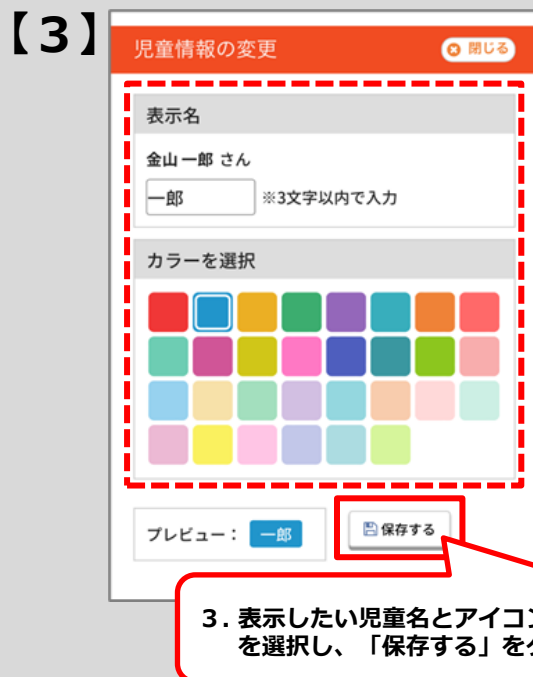 【3】
児童情報の変更
閉じる
表示名
金山 一郎 さん
一郎 ※3文字以内で入力
カラーを選択
プレビュー： 一郎
保存する
3. 表示したい児童名とアイコン
を選択し、「保存する」を